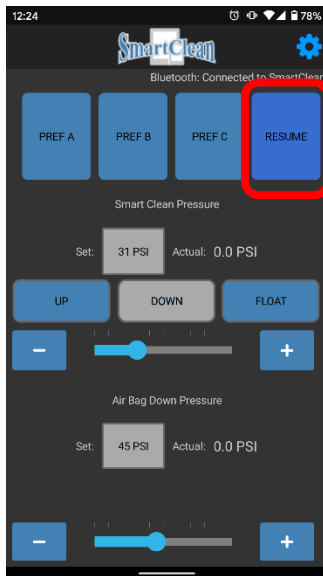 12:24 78%
SmartClean
Bluetooth: Connected to SmartClean
PREF A PREF B PREF C RESUME
Smart Clean Pressure
Set: 31 PSI Actual: 0.0 PSI
UP DOWN FLOAT
− +
Air Bag Down Pressure
Set: 45 PSI Actual: 0.0 PSI
− +